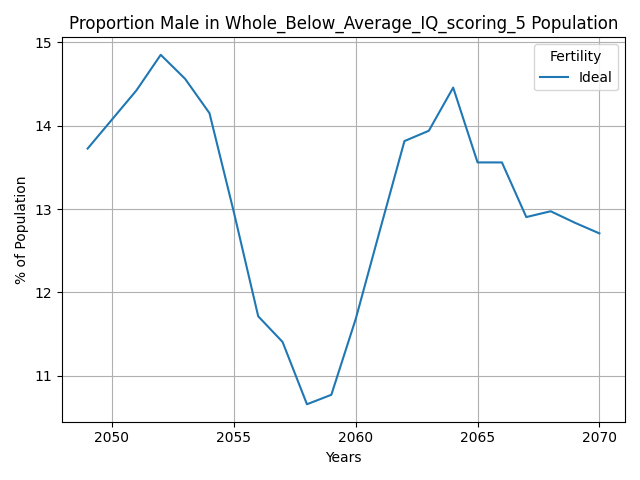 Proportion Male in Whole_Below_Average_IQ_scoring_5 Population
15
14
13
12
11
% of Population
Fertility
Ideal
2050 2055 2060 2065 2070
Years